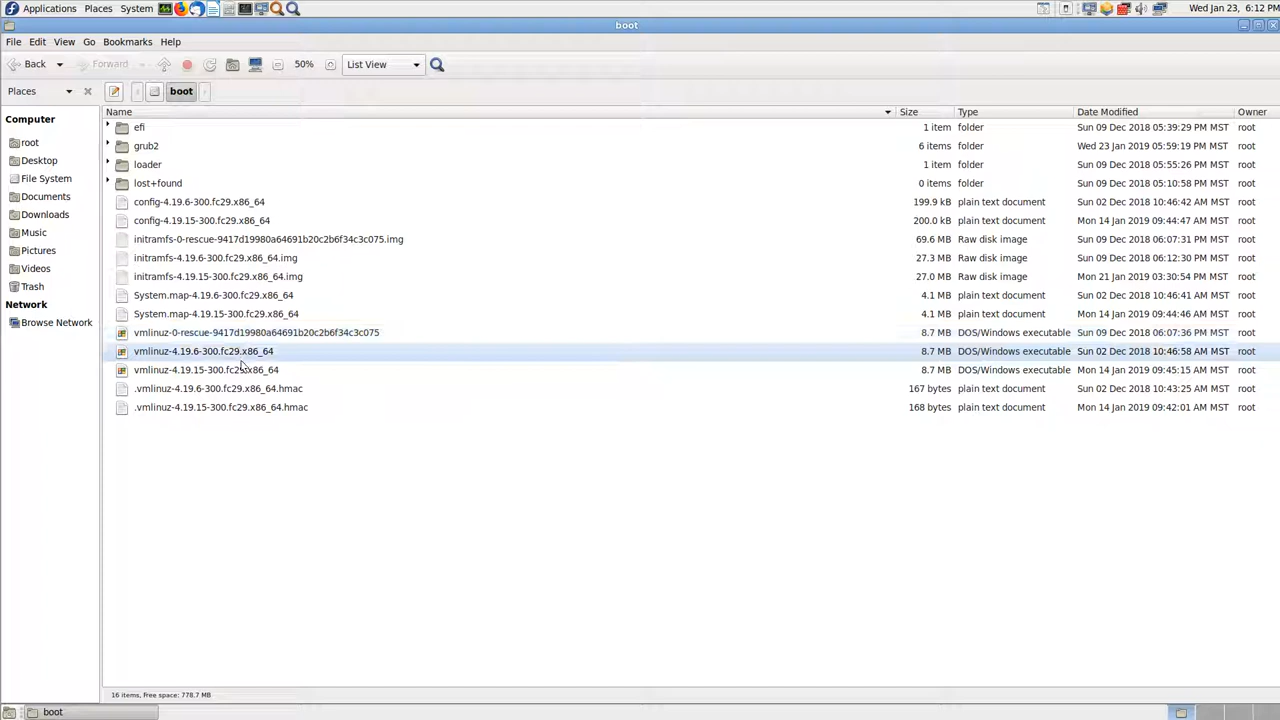 Applications Places System Wed Jan 23, 6:12 PM
boot
File Edit View Go Bookmarks Help
Back Forward 50% List View
Places boot
Name Size Type Date Modified Owner
Computer
root
Desktop
File System
Documents
Downloads
Music
Pictures
Videos
Trash
Network
Browse Network
efi 1 item folder Sun 09 Dec 2018 05:39:29 PM MST root
grub2 6 items folder Wed 23 Jan 2019 05:59:19 PM MST root
loader 1 item folder Sun 09 Dec 2018 05:55:26 PM MST root
lost+found 0 items folder Sun 09 Dec 2018 05:10:58 PM MST root
config-4.19.6-300.fc29.x86_64 199.9 kB plain text document Sun 02 Dec 2018 10:46:42 AM MST root
config-4.19.15-300.fc29.x86_64 200.0 kB plain text document Mon 14 Jan 2019 09:44:47 AM MST root
initramfs-0-rescue-9417d19980a64691b20c2b6f34c3c075.img 69.6 MB Raw disk image Sun 09 Dec 2018 06:07:31 PM MST root
initramfs-4.19.6-300.fc29.x86_64.img 27.3 MB Raw disk image Sun 09 Dec 2018 06:12:30 PM MST root
initramfs-4.19.15-300.fc29.x86_64.img 27.0 MB Raw disk image Mon 21 Jan 2019 03:30:54 PM MST root
System.map-4.19.6-300.fc29.x86_64 4.1 MB plain text document Sun 02 Dec 2018 10:46:41 AM MST root
System.map-4.19.15-300.fc29.x86_64 4.1 MB plain text document Mon 14 Jan 2019 09:44:46 AM MST root
vmlinuz-0-rescue-9417d19980a64691b20c2b6f34c3c075 8.7 MB DOS/Windows executable Sun 09 Dec 2018 06:07:36 PM MST root
vmlinuz-4.19.6-300.fc29.x86_64 8.7 MB DOS/Windows executable Sun 02 Dec 2018 10:46:58 AM MST root
vmlinuz-4.19.15-300.fc29.x86_64 8.7 MB DOS/Windows executable Mon 14 Jan 2019 09:45:15 AM MST root
.vmlinuz-4.19.6-300.fc29.x86_64.hmac 167 bytes plain text document Sun 02 Dec 2018 10:43:25 AM MST root
.vmlinuz-4.19.15-300.fc29.x86_64.hmac 168 bytes plain text document Mon 14 Jan 2019 09:42:01 AM MST root
16 items, Free space: 778.7 MB
boot